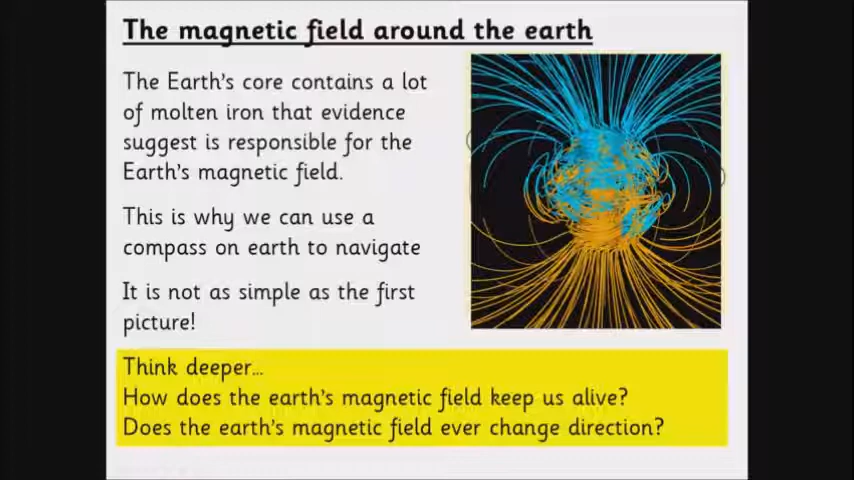 The magnetic field around the earth
The Earth's core contains a lot
of molten iron that evidence
suggest is responsible for the
Earth's magnetic field.
This is why we can use a
compass on earth to navigate
It is not as simple as the first
picture!
Think deeper...
How does the earth's magnetic field keep us alive?
Does the earth's magnetic field ever change direction?